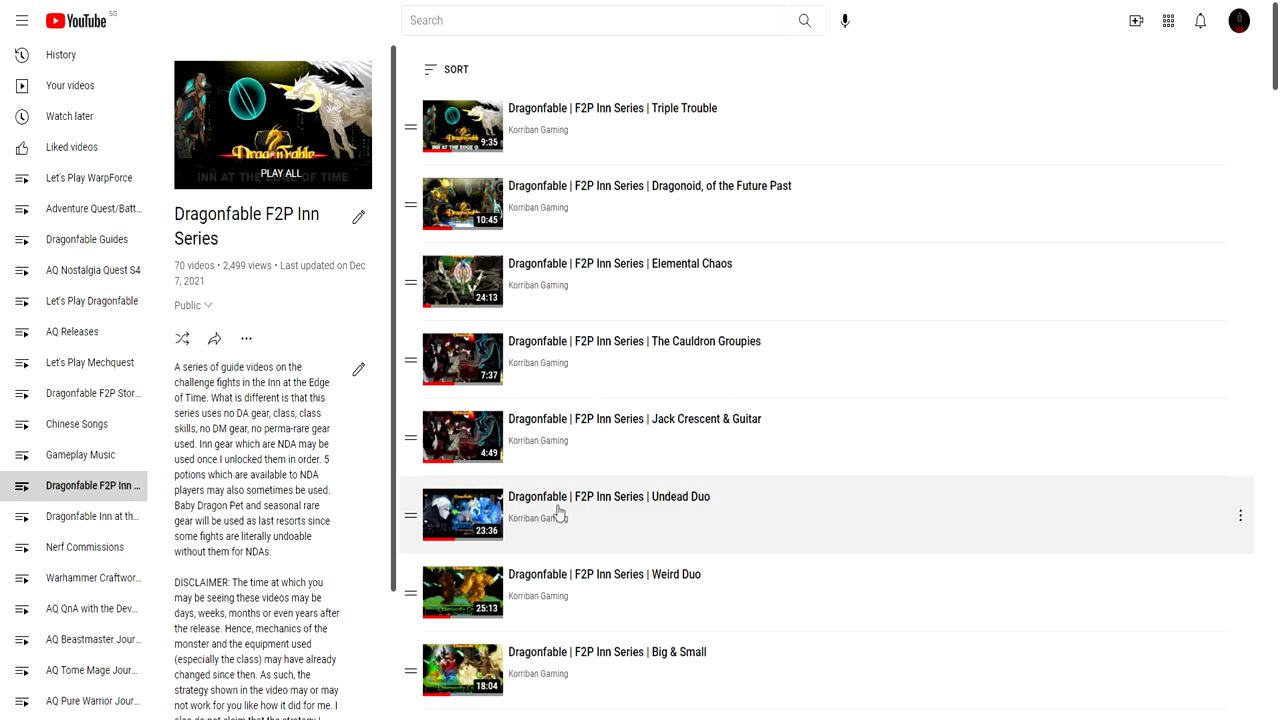 YouTube SG
Search
History
Your videos
Watch later
Liked videos
Let's Play WarpForce
Adventure Quest/Batt...
Dragonfable Guides
AQ Nostalgia Quest S4
Let's Play Dragonfable
AQ Releases
Let's Play Mechquest
Dragonfable F2P Stor...
Chinese Songs
Gameplay Music
Dragonfable F2P Inn ...
Dragonfable Inn at th...
Nerf Commissions
Warhammer Craftwor...
AQ QnA with the Dev...
AQ Beastmaster Jour...
AQ Tome Mage Jour...
AQ Pure Warrior Jour...
DragonFable
INN AT THE EDGE OF TIME
PLAY ALL
Dragonfable F2P Inn
Series
70 videos • 2,499 views • Last updated on Dec
7, 2021
Public
A series of guide videos on the
challenge fights in the Inn at the Edge
of Time. What is different is that this
series uses no DA gear, class, class
skills, no DM gear, no perma-rare gear
used. Inn gear which are NDA may be
used once I unlocked them in order. 5
potions which are available to NDA
players may also sometimes be used.
Baby Dragon Pet and seasonal rare
gear will be used as last resorts since
some fights are literally undoable
without them for NDAs.
DISCLAIMER: The time at which you
may be seeing these videos may be
days, weeks, months or even years after
the release. Hence, mechanics of the
monster and the equipment used
(especially the class) may have already
changed since then. As such, the
strategy shown in the video may or may
not work for you like how it did for me. I
also do not claim that the strategy I
SORT
Dragonfable | F2P Inn Series | Triple Trouble
Korriban Gaming
9:35
Dragonfable | F2P Inn Series | Dragonoid, of the Future Past
Korriban Gaming
10:45
Dragonfable | F2P Inn Series | Elemental Chaos
Korriban Gaming
24:13
Dragonfable | F2P Inn Series | The Cauldron Groupies
Korriban Gaming
7:37
Dragonfable | F2P Inn Series | Jack Crescent & Guitar
Korriban Gaming
4:49
Dragonfable | F2P Inn Series | Undead Duo
Korriban Gaming
23:36
Dragonfable | F2P Inn Series | Weird Duo
Korriban Gaming
25:13
Dragonfable | F2P Inn Series | Big & Small
Korriban Gaming
18:04